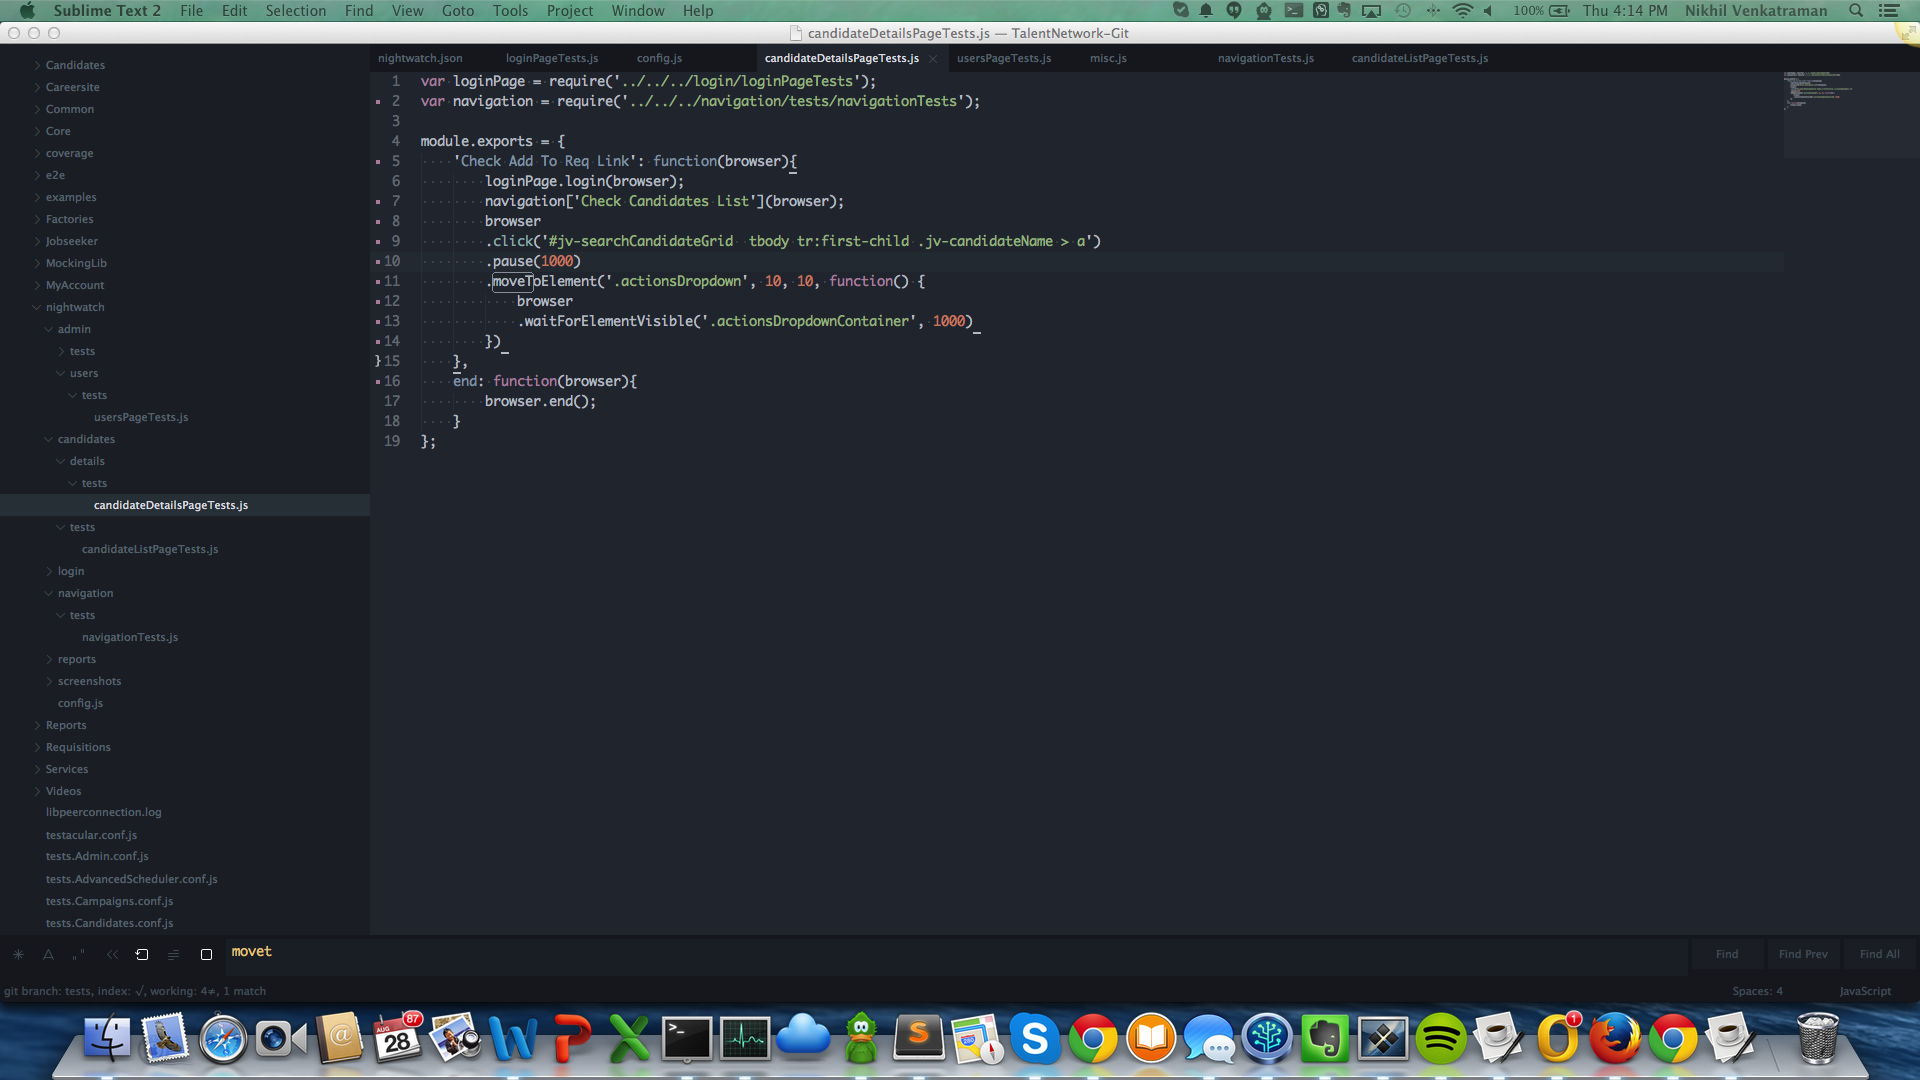 Sublime Text 2 File Edit Selection Find View Goto Tools Project Window Help 100% Thu 4:14 PM Nikhil Venkatraman
candidateDetailsPageTests.js — TalentNetwork-Git
nightwatch.json loginPageTests.js config.js candidateDetailsPageTests.js usersPageTests.js misc.js navigationTests.js candidateListPageTests.js
Candidates
Careersite
Common
Core
coverage
e2e
examples
Factories
Jobseeker
MockingLib
MyAccount
nightwatch
admin
tests
users
tests
usersPageTests.js
candidates
details
tests
candidateDetailsPageTests.js
tests
candidateListPageTests.js
login
navigation
tests
navigationTests.js
reports
screenshots
config.js
Reports
Requisitions
Services
Videos
libpeerconnection.log
testacular.conf.js
tests.Admin.conf.js
tests.AdvancedScheduler.conf.js
tests.Campaigns.conf.js
tests.Candidates.conf.js
1 var loginPage = require('../../../login/loginPageTests');
2 var navigation = require('../../../navigation/tests/navigationTests');
3
4 module.exports = {
5 'Check Add To Req Link': function(browser){
6 loginPage.login(browser);
7 navigation['Check Candidates List'](browser);
8 browser
9 .click('#jv-searchCandidateGrid  tbody tr:first-child .jv-candidateName > a')
10 .pause(1000)
11 .moveToElement('.actionsDropdown', 10, 10, function() {
12 browser
13 .waitForElementVisible('.actionsDropdownContainer', 1000)
14 })
}15 },
16 end: function(browser){
17 browser.end();
18 }
19 };
movet
Find Find Prev Find All
git branch: tests, index: √, working: 4≠, 1 match Spaces: 4 JavaScript
AUG 28 87
280
1